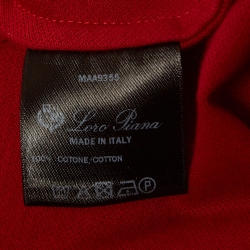 MAA9355
Loro Piana
MADE IN ITALY
100% COTONE/COTTON
P